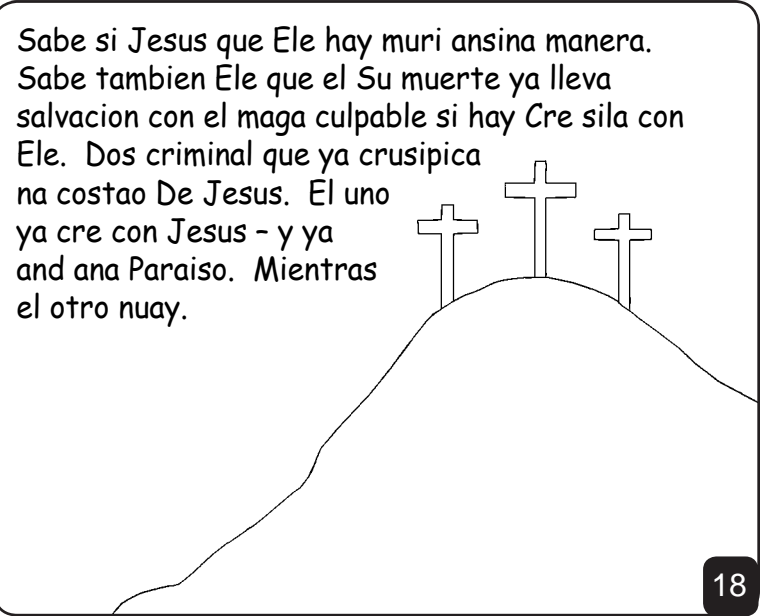 Sabe si Jesus que Ele hay muri ansina manera.
Sabe tambien Ele que el Su muerte ya lleva
salvacion con el maga culpable si hay Cre sila con
Ele. Dos criminal que ya crusipica
na costao De Jesus. El uno
ya cre con Jesus – y ya
and ana Paraiso. Mientras
el otro nuay.
18